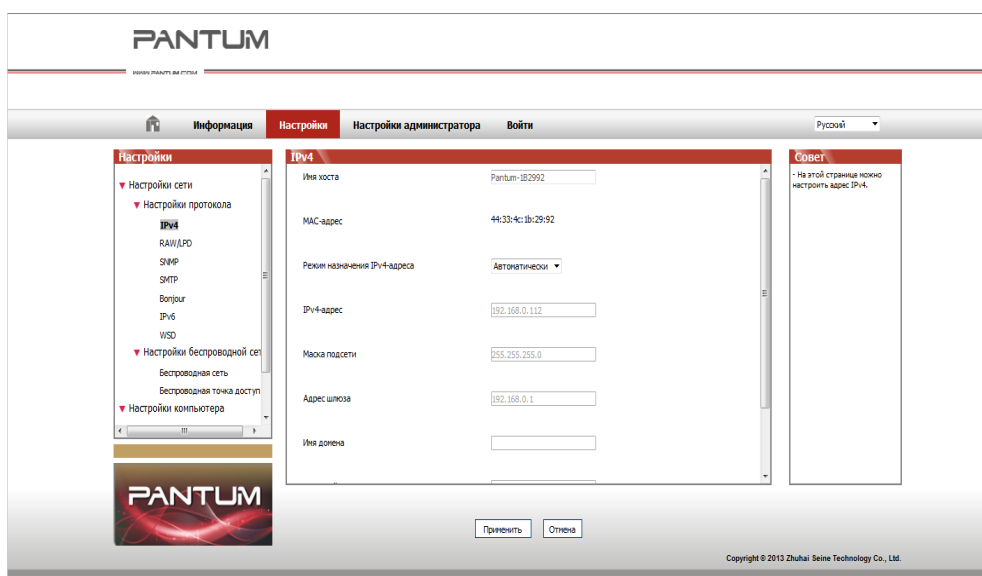 PANTUM
WWW.PANTUM.COM
Информация
Настройки
Настройки администратора
Войти
Русский
Настройки
Настройки сети
Настройки протокола
IPv4
RAW/LPD
SNMP
SMTP
Bonjour
IPv6
WSD
Настройки беспроводной сет
Беспроводная сеть
Беспроводная точка доступ
Настройки компьютера
PANTUM
IPv4
Имя хоста
Pantum-1B2992
MAC-адрес
44:33:4c:1b:29:92
Режим назначения IPv4-адреса
Автоматически
IPv4-адрес
192.168.0.112
Маска подсети
255.255.255.0
Адрес шлюза
192.168.0.1
Имя домена
Применить
Отмена
Совет
- На этой странице можно
настроить адрес IPv4.
Copyright © 2013 Zhuhai Seine Technology Co., Ltd.